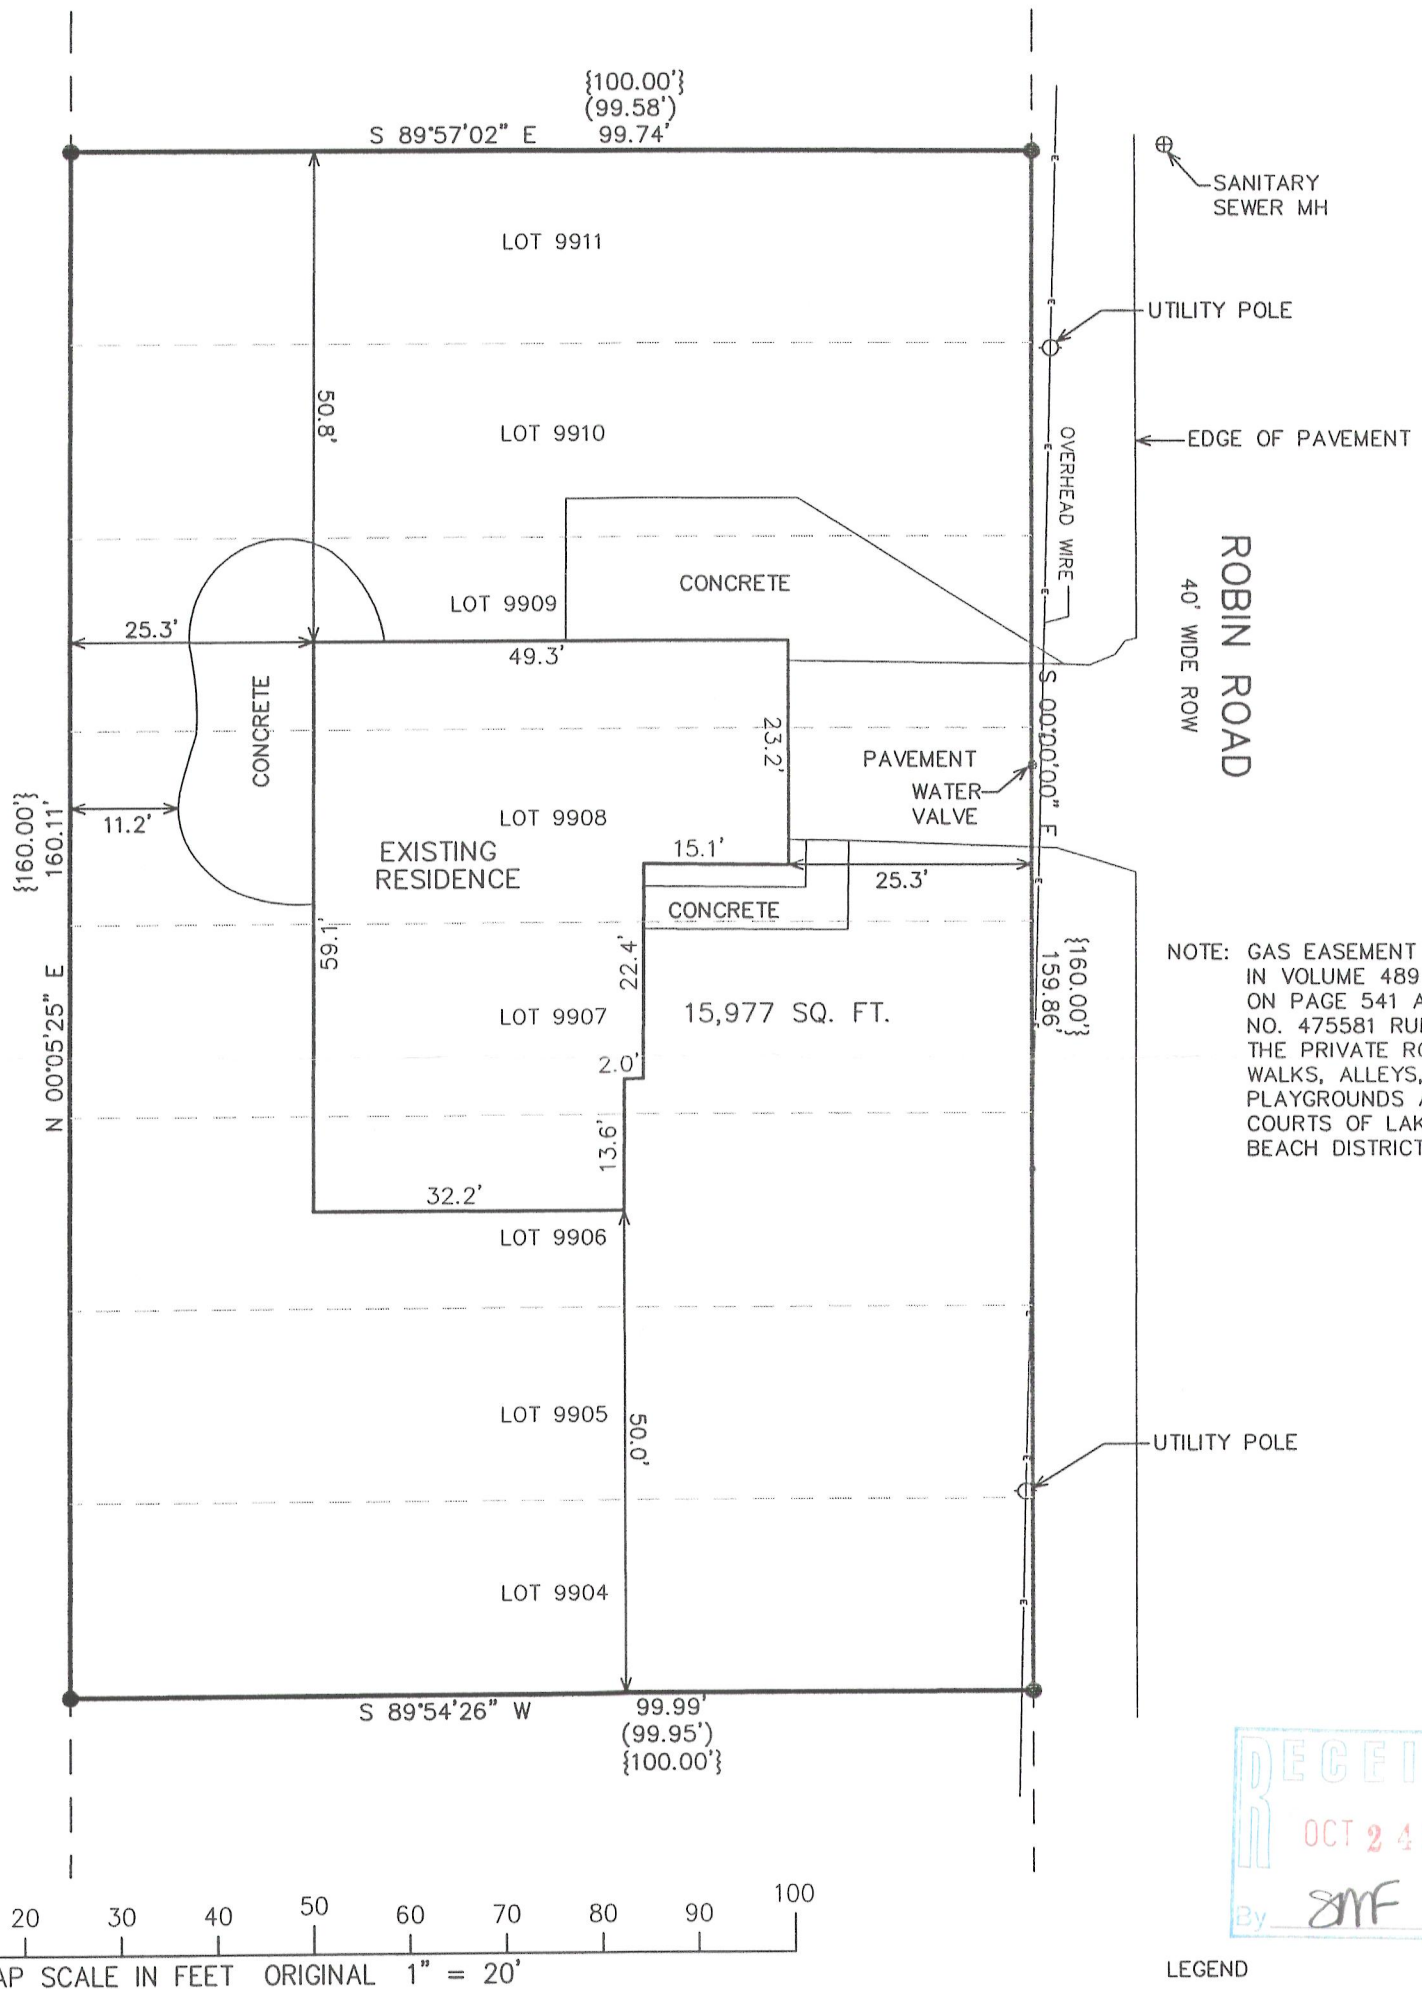 {100.00'}
(99.58')
S 89°57'02" E 99.74'
SANITARY
SEWER MH
LOT 9911
UTILITY POLE
50.8'
LOT 9910
OVERHEAD WIRE
EDGE OF PAVEMENT
ROBIN ROAD
40' WIDE ROW
CONCRETE
LOT 9909
25.3'
49.3'
CONCRETE
23.2'
S 00°00'00" E
PAVEMENT
WATER
VALVE
{160.00'}
160.11'
11.2'
LOT 9908
EXISTING
RESIDENCE
15.1'
25.3'
CONCRETE
59.1'
22.4'
{160.00'}
159.86'
NOTE: GAS EASEMENT
IN VOLUME 489
ON PAGE 541
NO. 475581
THE PRIVATE
WALKS, ALLEYS,
PLAYGROUNDS
COURTS OF
BEACH DISTRICT
N 00°05'25" E
LOT 9907
15,977 SQ. FT.
2.0'
13.6'
32.2'
LOT 9906
LOT 9905
50.0'
UTILITY POLE
LOT 9904
S 89°54'26" W 99.99'
(99.95')
{100.00'}
OCT 24
By SMF
20 30 40 50 60 70 80 90 100
SCALE IN FEET ORIGINAL 1" = 20'
LEGEND
E
E
E
E
E
E
E
E